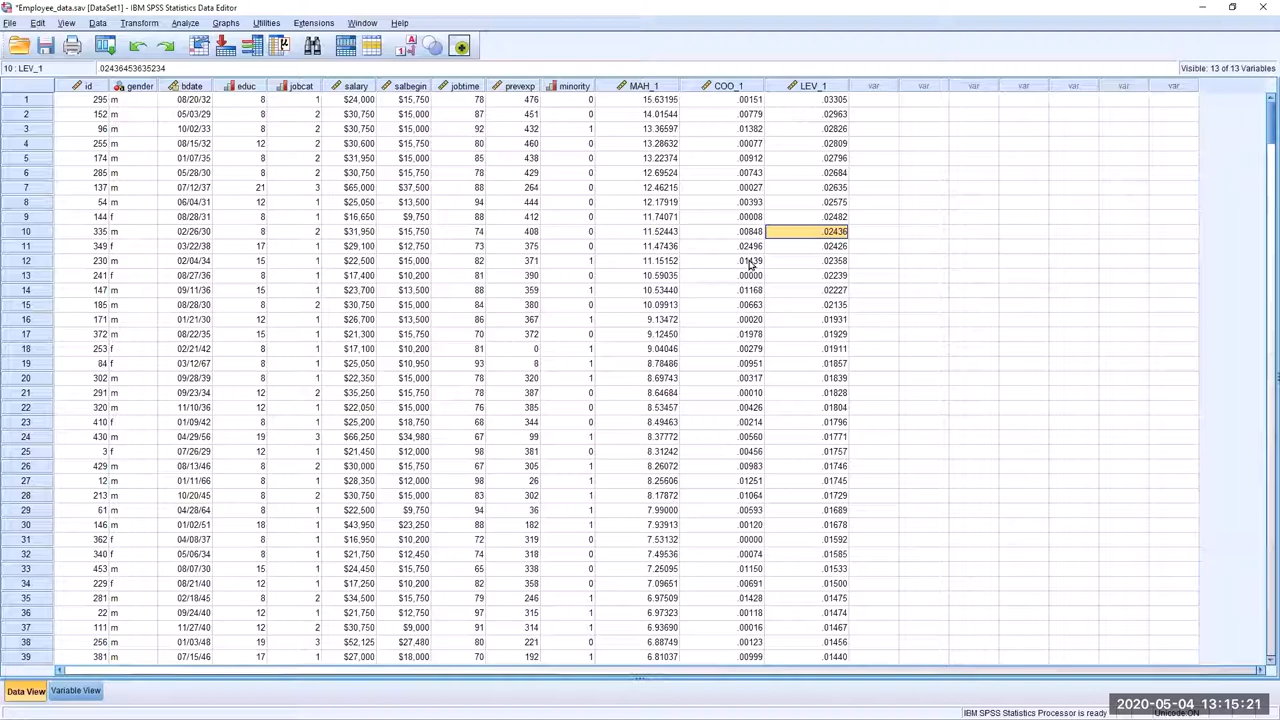 *Employee_data.sav [DataSet1] - IBM SPSS Statistics Data Editor
File Edit View Data Transform Analyze Graphs Utilities Extensions Window Help
10 : LEV_1 02436453635234 Visible: 13 of 13 Variables
id gender bdate educ jobcat salary salbegin jobtime prevexp minority MAH_1 COO_1 LEV_1 var var var var var var var
1 295 m 08/20/32 8 1 $24,000 $15,750 78 476 0 15.63195 .00151 .03305
2 152 m 05/03/29 8 2 $30,750 $15,000 87 451 0 14.01544 .00779 .02963
3 96 m 10/02/33 8 2 $30,750 $15,000 92 432 1 13.36597 .01382 .02826
4 255 m 08/15/32 12 2 $30,600 $15,750 80 460 0 13.28632 .00077 .02809
5 174 m 01/07/35 8 2 $31,950 $15,000 85 438 0 13.22374 .00912 .02796
6 285 m 05/28/30 8 2 $30,750 $15,750 78 429 0 12.69524 .00743 .02684
7 137 m 07/12/37 21 3 $65,000 $37,500 88 264 0 12.46215 .00027 .02635
8 54 m 06/04/31 12 1 $25,050 $13,500 94 444 0 12.17919 .00393 .02575
9 144 f 08/28/31 8 1 $16,650 $9,750 88 412 0 11.74071 .00008 .02482
10 335 m 02/26/30 8 2 $31,950 $15,750 74 408 0 11.52443 .00848 .02436
11 349 f 03/22/38 17 1 $29,100 $12,750 73 375 0 11.47436 .02496 .02426
12 230 m 02/04/34 15 1 $22,500 $15,000 82 371 1 11.15152 .01439 .02358
13 241 f 08/27/36 8 1 $17,400 $10,200 81 390 0 10.59035 .00000 .02239
14 147 m 09/11/36 15 1 $23,700 $13,500 88 359 1 10.53440 .01168 .02227
15 185 m 08/28/30 8 2 $30,750 $15,000 84 380 0 10.09913 .00663 .02135
16 171 m 01/21/30 12 1 $26,700 $13,500 86 367 1 9.13472 .00020 .01931
17 372 m 08/22/35 15 1 $21,300 $15,750 70 372 0 9.12450 .01978 .01929
18 253 f 02/21/42 8 1 $17,100 $10,200 81 0 1 9.04046 .00279 .01911
19 84 f 03/12/67 8 1 $25,050 $10,950 93 8 1 8.78486 .00951 .01857
20 302 m 09/28/39 8 1 $22,350 $15,000 78 320 1 8.69743 .00317 .01839
21 291 m 09/23/34 12 2 $35,250 $15,750 78 387 0 8.64684 .00010 .01828
22 320 m 11/10/36 12 1 $22,050 $15,000 76 385 0 8.53457 .00426 .01804
23 410 f 01/09/42 8 1 $25,200 $18,750 68 344 0 8.49463 .00214 .01796
24 430 m 04/29/56 19 3 $66,250 $34,980 67 99 1 8.37772 .00560 .01771
25 3 f 07/26/29 12 1 $21,450 $12,000 98 381 0 8.31242 .00456 .01757
26 429 m 08/13/46 8 2 $30,000 $15,750 67 305 1 8.26072 .00983 .01746
27 12 m 01/11/66 8 1 $28,350 $12,000 98 26 1 8.25606 .01251 .01745
28 213 m 10/20/45 8 2 $30,750 $15,000 83 302 1 8.17872 .01064 .01729
29 61 m 04/28/64 8 1 $22,500 $9,750 94 36 1 7.99000 .00593 .01689
30 146 m 01/02/51 18 1 $43,950 $23,250 88 182 1 7.93913 .00120 .01678
31 362 f 04/08/37 8 1 $16,950 $10,200 72 319 0 7.53132 .00000 .01592
32 340 f 05/06/34 8 1 $21,750 $12,450 74 318 0 7.49536 .00074 .01585
33 453 m 08/07/30 15 1 $24,450 $15,750 65 338 0 7.25095 .01150 .01533
34 229 f 08/21/40 12 1 $17,250 $10,200 82 358 0 7.09651 .00691 .01500
35 281 m 02/18/45 8 2 $34,500 $15,750 79 246 1 6.97509 .01428 .01475
36 22 m 09/24/40 12 1 $21,750 $12,750 97 315 1 6.97323 .00118 .01474
37 111 m 11/27/40 12 2 $30,750 $9,000 91 314 1 6.93690 .00016 .01467
38 256 m 01/03/48 19 3 $52,125 $27,480 80 221 0 6.88749 .00123 .01456
39 381 m 07/15/46 17 1 $27,000 $18,000 70 192 1 6.81037 .00999 .01440
Data View Variable View
2020-05-04 13:15:21
IBM SPSS Statistics Processor is ready Unicode:ON